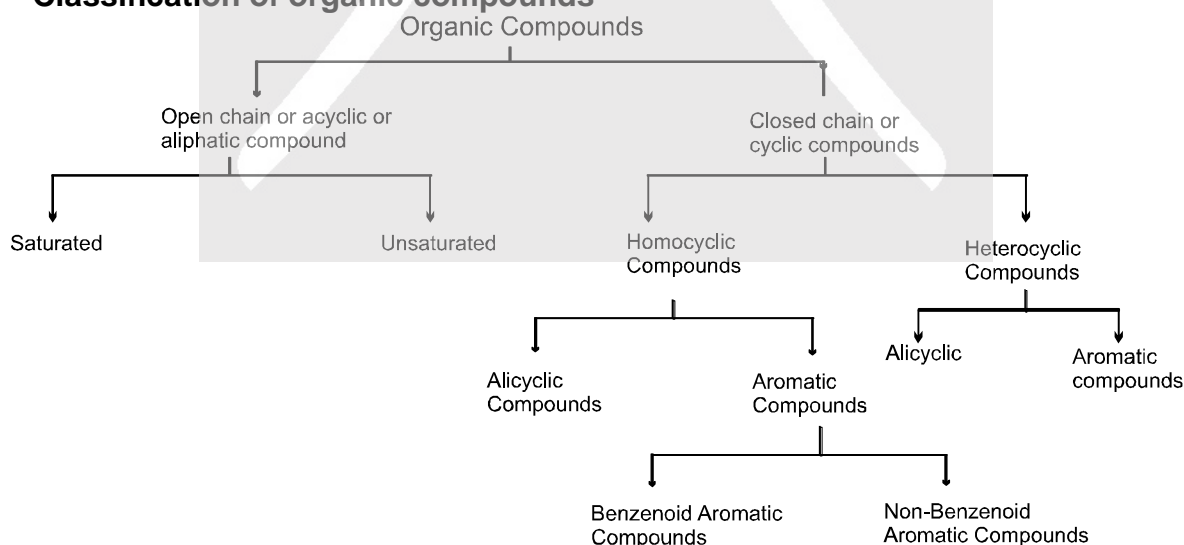 Classification of organic compounds
Organic Compounds
Open chain or acyclic or
aliphatic compound
Closed chain or
cyclic compounds
Saturated
Unsaturated
Homocyclic
Compounds
Heterocyclic
Compounds
Alicyclic
Compounds
Aromatic
Compounds
Alicyclic
Aromatic
compounds
Benzenoid Aromatic
Compounds
Non-Benzenoid
Aromatic Compounds